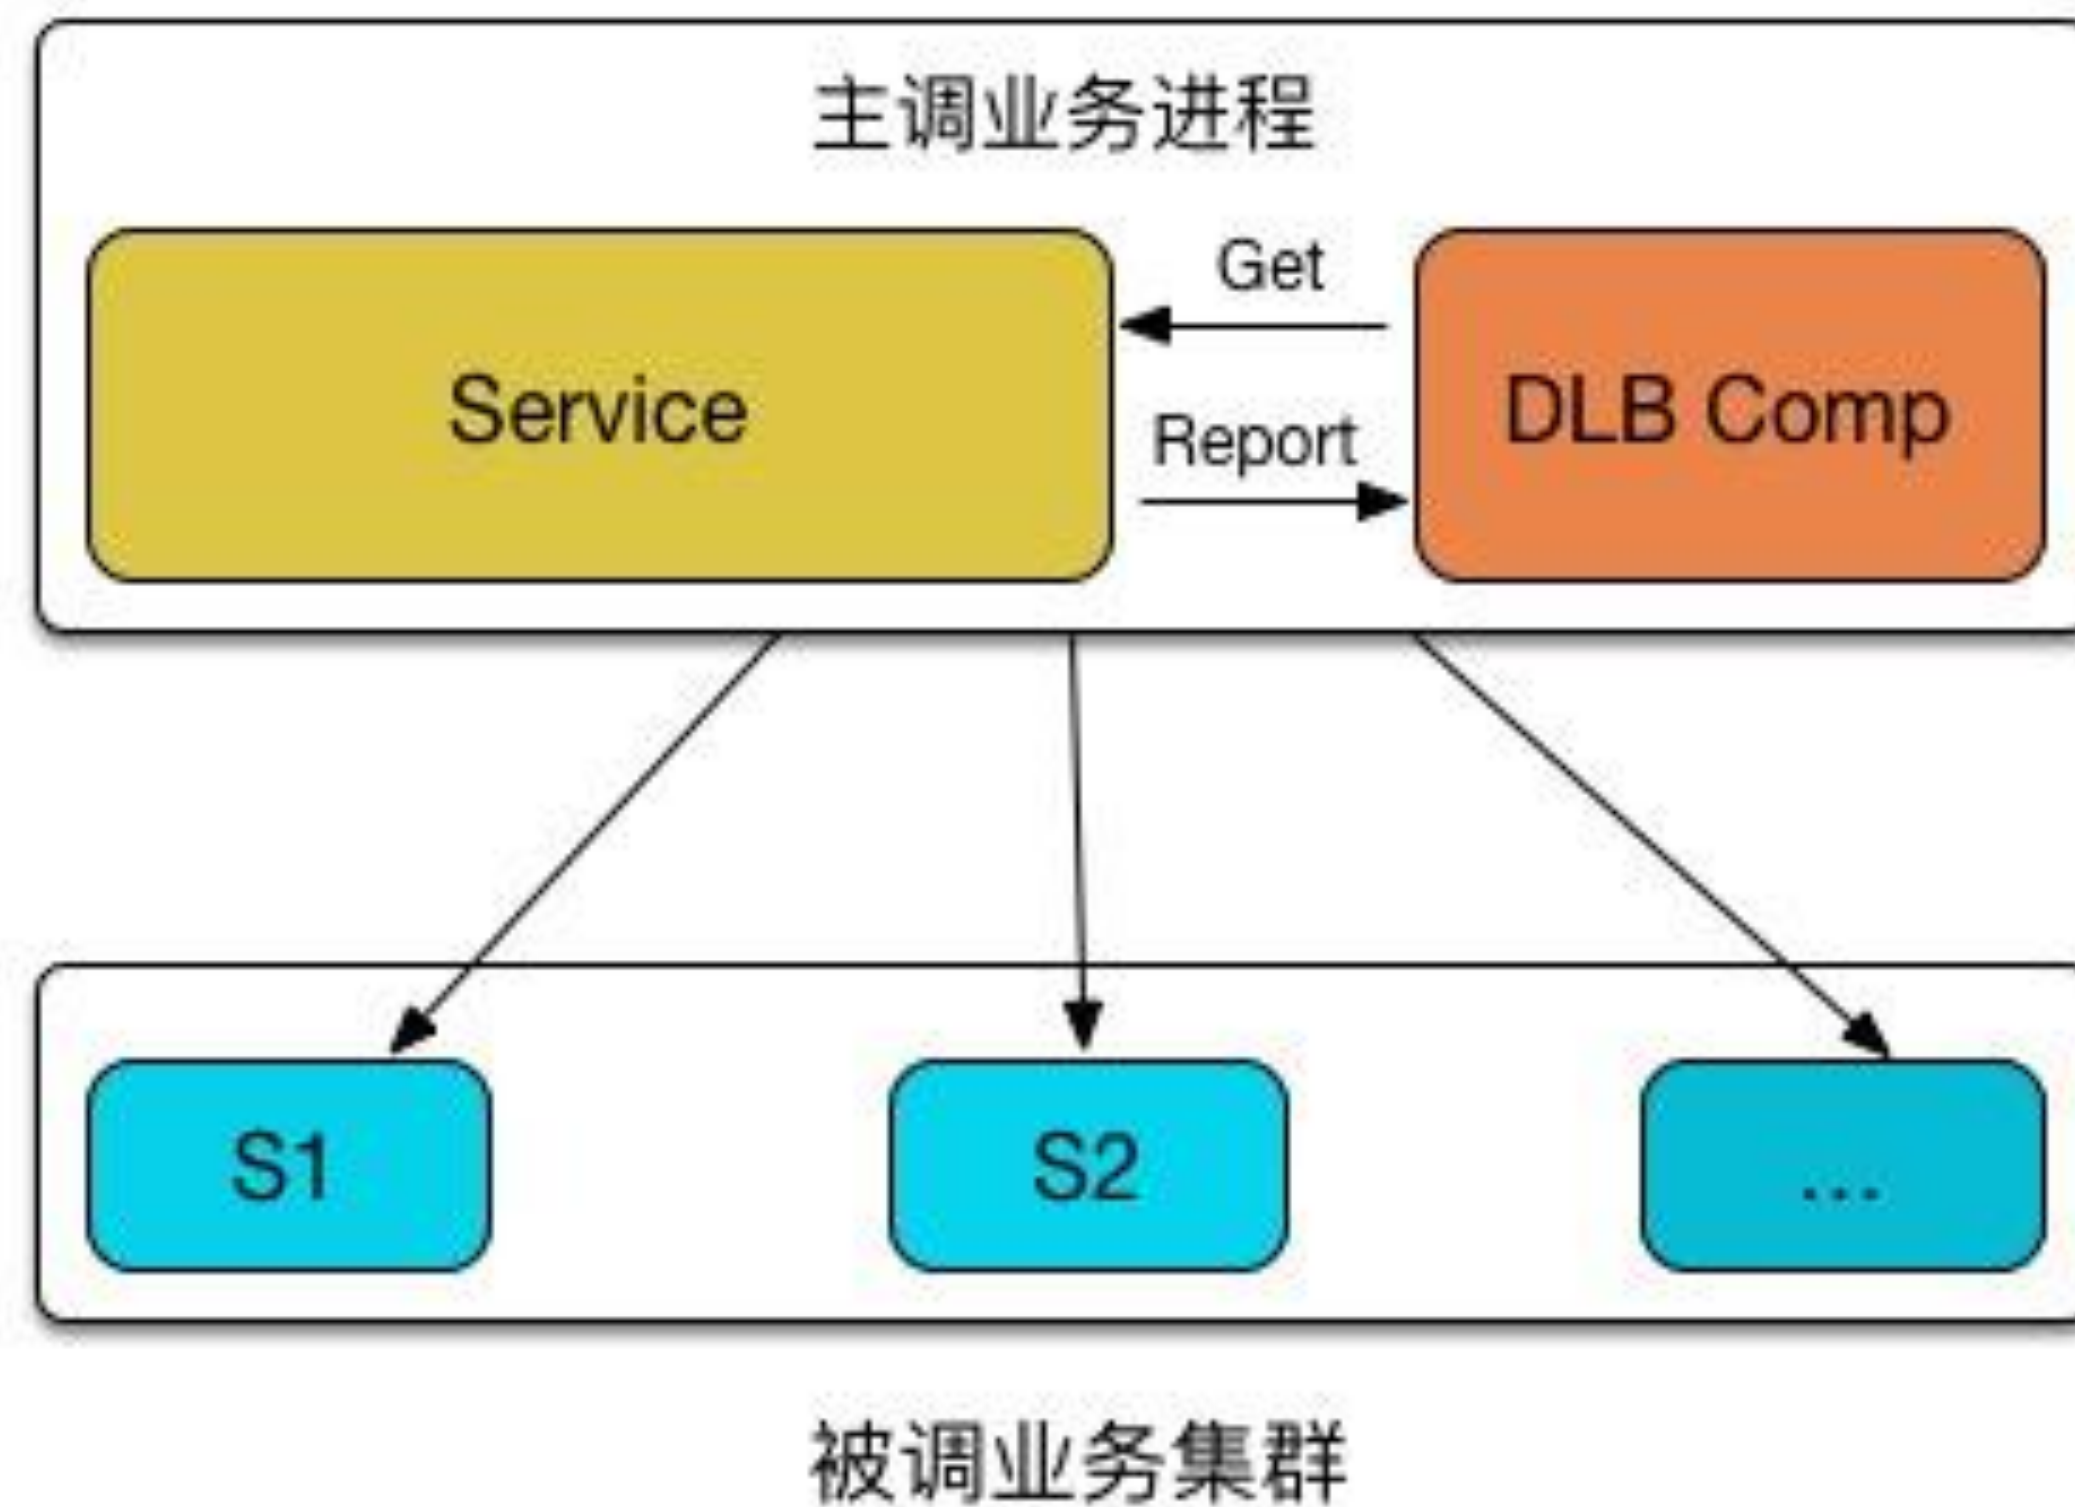 主调业务进程
Get
Service
DLB Comp
Report
S1
S2
...
被调业务集群